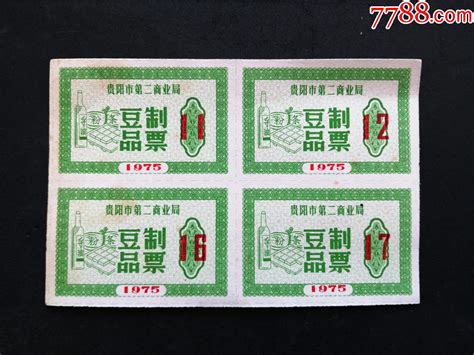 7788.com
贵阳市第二商业局
豆制
品票
11
1975
贵阳市第二商业局
豆制
品票
12
1975
贵阳市第二商业局
豆制
品票
16
1975
贵阳市第二商业局
豆制
品票
17
1975